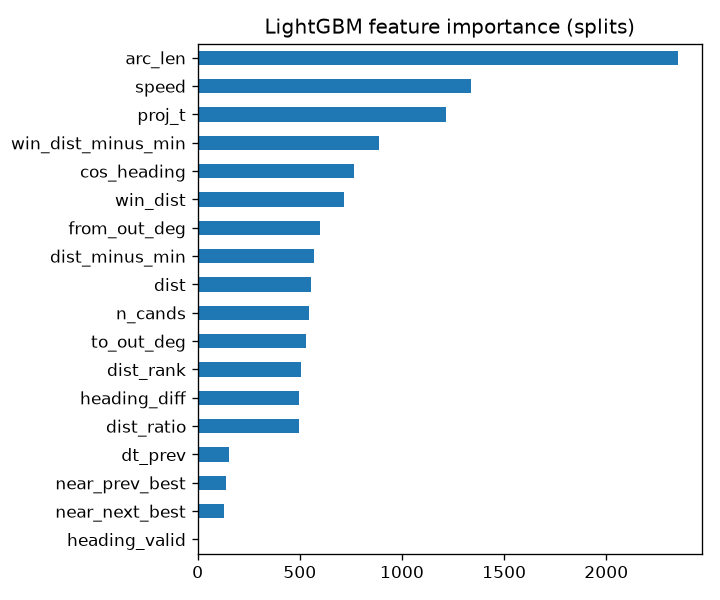 LightGBM feature importance (splits)
arc_len
speed
proj_t
win_dist_minus_min
cos_heading
win_dist
from_out_deg
dist_minus_min
dist
n_cands
to_out_deg
dist_rank
heading_diff
dist_ratio
dt_prev
near_prev_best
near_next_best
heading_valid
0 500 1000 1500 2000